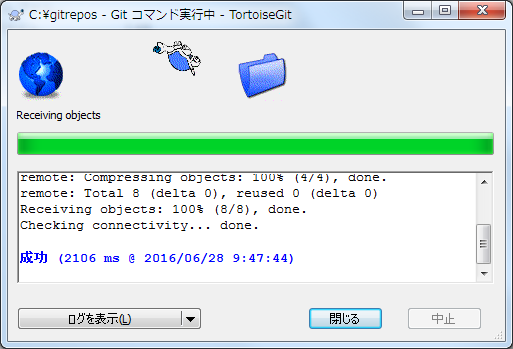 C:¥gitrepos - Git コマンド実行中 - TortoiseGit
Receiving objects
remote: Compressing objects: 100% (4/4), done.
remote: Total 8 (delta 0), reused 0 (delta 0)
Receiving objects: 100% (8/8), done.
Checking connectivity... done.
成功 (2106 ms @ 2016/06/28 9:47:44)
ログを表示(L)
閉じる
中止